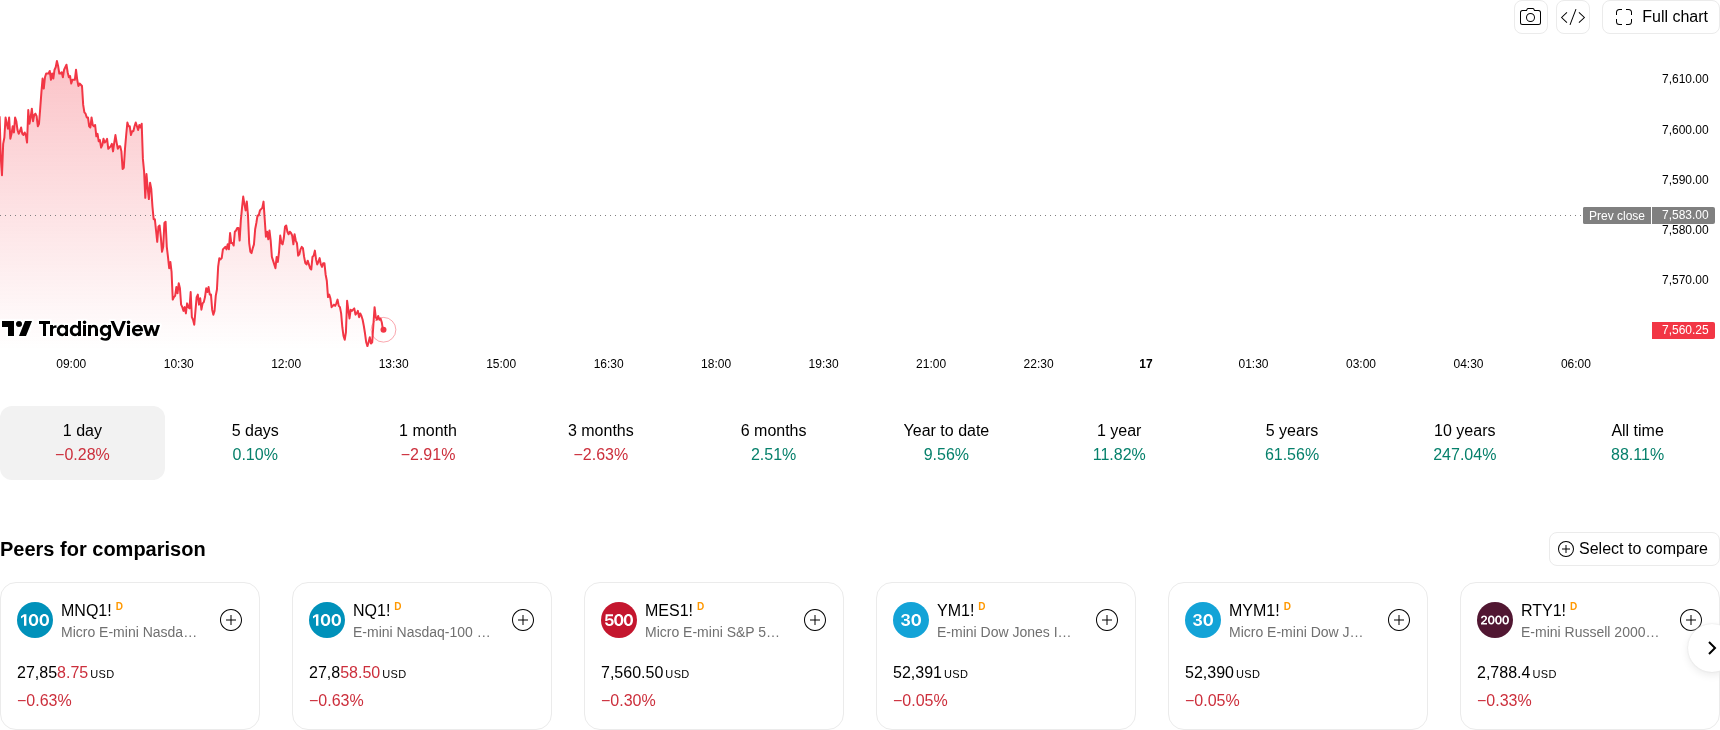 Full chart
7,610.00
7,600.00
7,590.00
Prev close 7,583.00
7,580.00
7,570.00
TradingView
7,560.25
09:00 10:30 12:00 13:30 15:00 16:30 18:00 19:30 21:00 22:30 17 01:30 03:00 04:30 06:00
1 day 5 days 1 month 3 months 6 months Year to date 1 year 5 years 10 years All time
−0.28% 0.10% −2.91% −2.63% 2.51% 9.56% 11.82% 61.56% 247.04% 88.11%
Peers for comparison
Select to compare
100 MNQ1! D
Micro E-mini Nasda…
27,858.75 USD
−0.63%
100 NQ1! D
E-mini Nasdaq-100 …
27,858.50 USD
−0.63%
500 MES1! D
Micro E-mini S&P 5…
7,560.50 USD
−0.30%
30 YM1! D
E-mini Dow Jones I…
52,391 USD
−0.05%
30 MYM1! D
Micro E-mini Dow J…
52,390 USD
−0.05%
2000 RTY1! D
E-mini Russell 2000…
2,788.4 USD
−0.33%